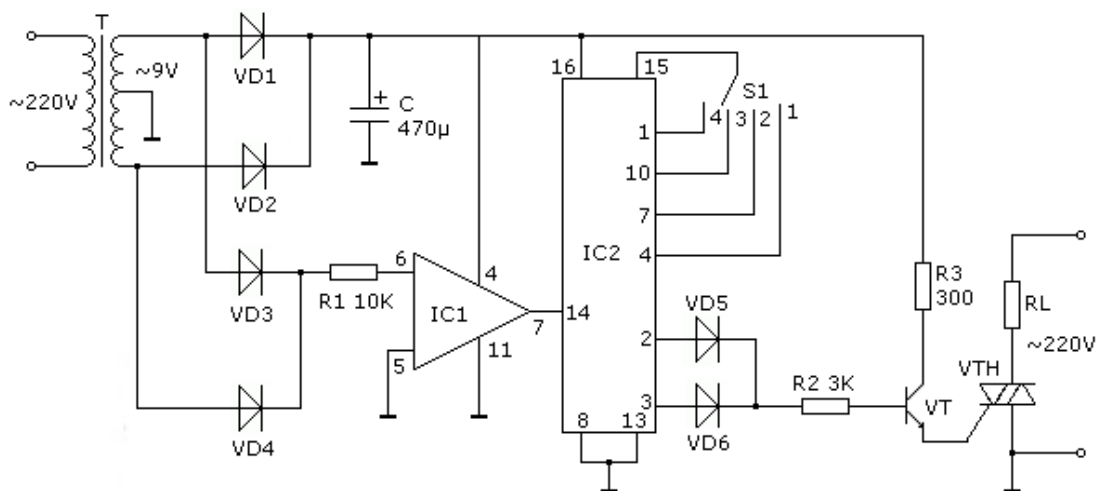 T
~220V
~9V
VD1
VD2
VD3
VD4
+
C
470µ
R1 10K
6
5
4
11
7
IC1
16
15
14
1
10
7
4
2
3
8
13
IC2
S1
4
3
2
1
VD5
VD6
R2 3K
VT
R3
300
RL
~220V
VTH